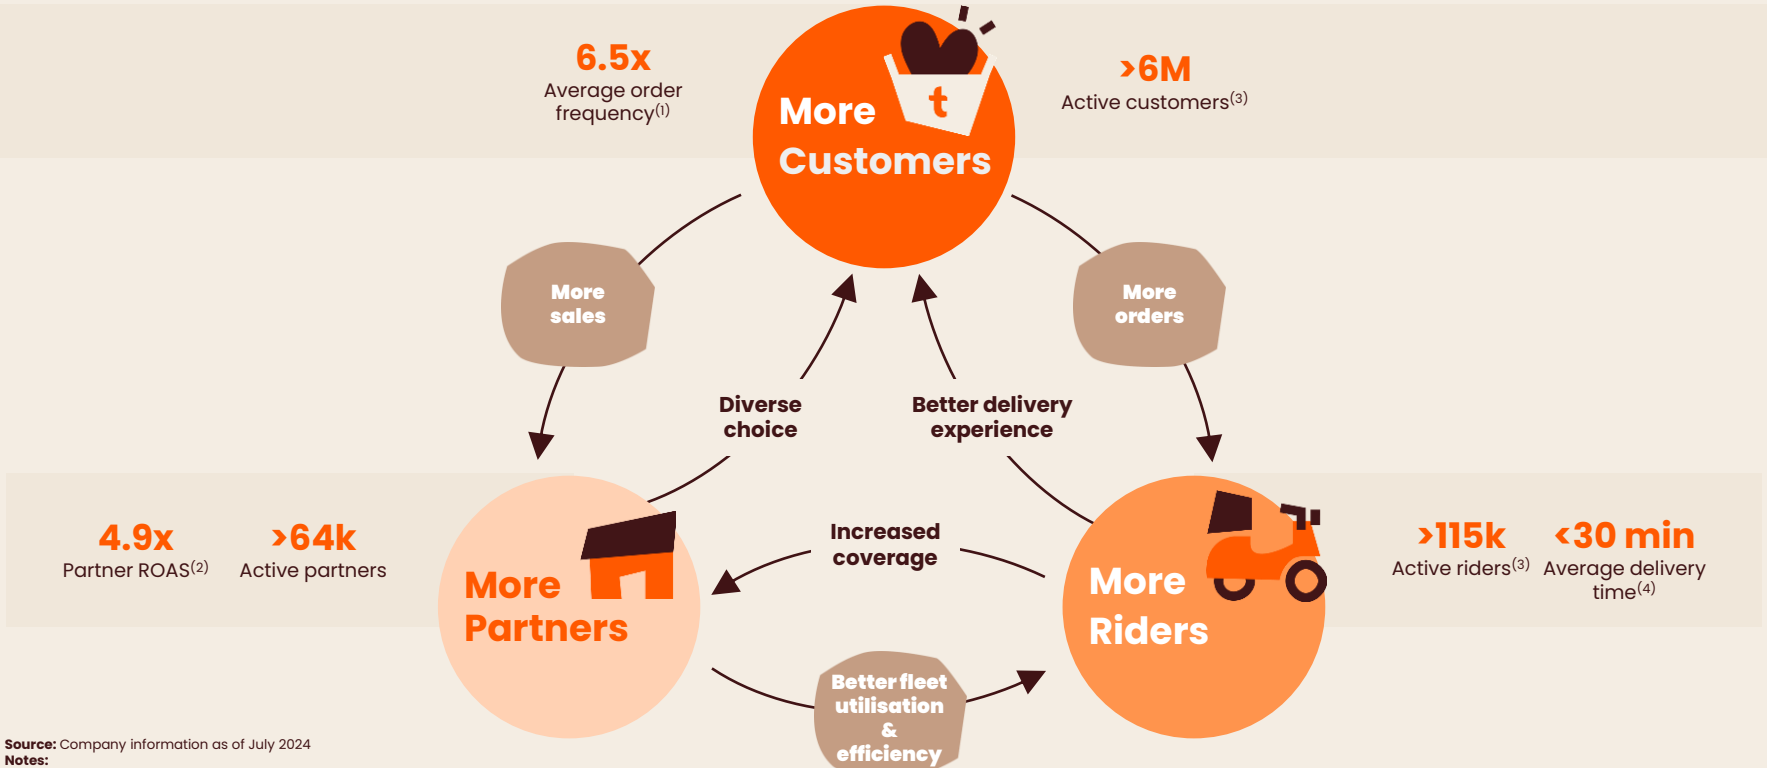 6.5x
Average order
frequency(1)
>6M
Active customers(3)
t
More
Customers
More
sales
More
orders
Diverse
choice
Better delivery
experience
4.9x
Partner ROAS(2)
>64k
Active partners
More
Partners
Increased
coverage
More
Riders
>115k
Active riders(3)
<30 min
Average delivery
time(4)
Better fleet
utilisation
&
efficiency
Source: Company information as of July 2024
Notes: